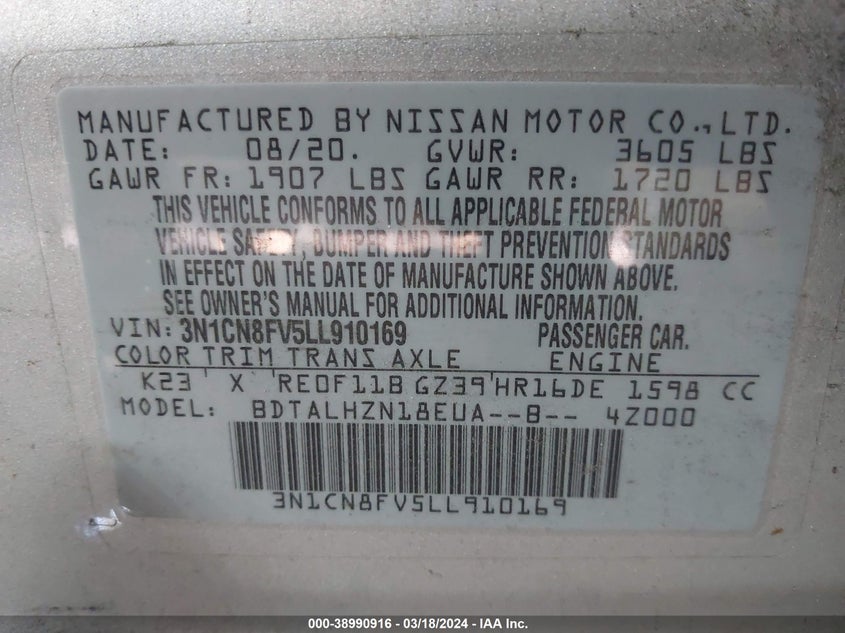 MANUFACTURED BY NISSAN MOTOR CO., LTD.
DATE: 08/20. GVWR: 3605 LBS
GAWR FR: 1907 LBS GAWR RR: 1720 LBS
THIS VEHICLE CONFORMS TO ALL APPLICABLE FEDERAL MOTOR
VEHICLE SAFETY, BUMPER AND THEFT PREVENTION STANDARDS
IN EFFECT ON THE DATE OF MANUFACTURE SHOWN ABOVE.
SEE OWNER'S MANUAL FOR ADDITIONAL INFORMATION.
VIN: 3N1CN8FV5LL910169 PASSENGER CAR.
COLOR TRIM TRANS AXLE ENGINE
K23 X RE0F11B GZ39 HR16DE 1598 CC
MODEL: BDTALHZN18EUA--B-- 4Z000
3N1CN8FV5LL910169
000-38990916 - 03/18/2024 - IAA Inc.